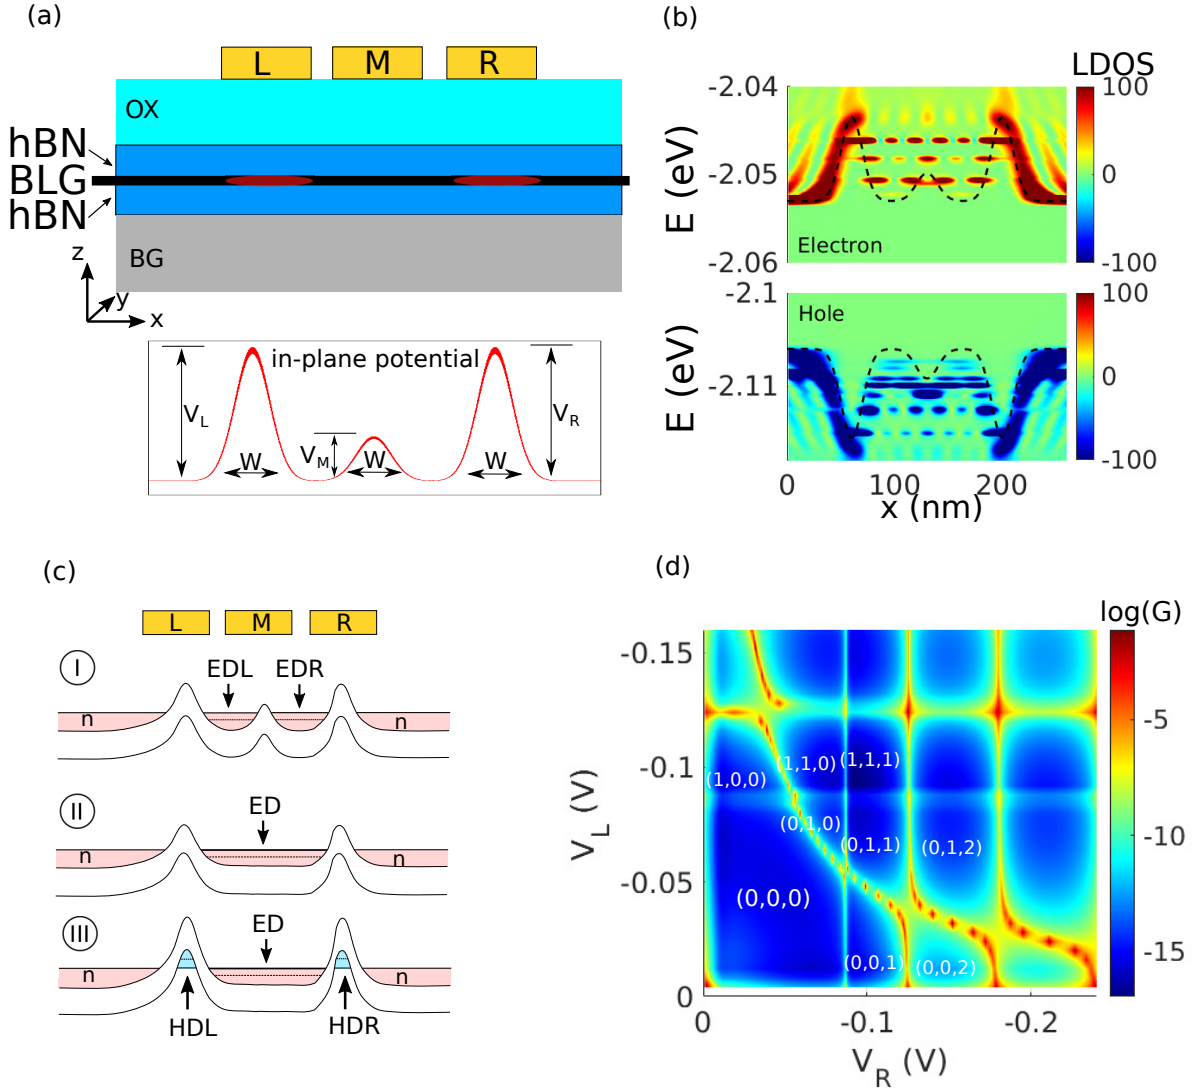 (a)
L M R
OX
hBN
BLG
hBN
BG
z
y
x
in-plane potential
V_L
V_M
V_R
W W W
(b)
LDOS
-2.04
-2.05
-2.06
E (eV)
Electron
100
0
-100
-2.1
-2.11
E (eV)
Hole
100
0
-100
0 100 200
x (nm)
(c)
L M R
I
EDL EDR
n n
II
ED
n n
III
ED
n n
HDL HDR
(d)
log(G)
-0.15
-0.1
-0.05
0
V_L (V)
(1,1,0) (1,1,1)
(1,0,0)
(0,1,0)
(0,1,1) (0,1,2)
(0,0,0)
(0,0,1) (0,0,2)
0 -0.1 -0.2
V_R (V)
-5
-10
-15